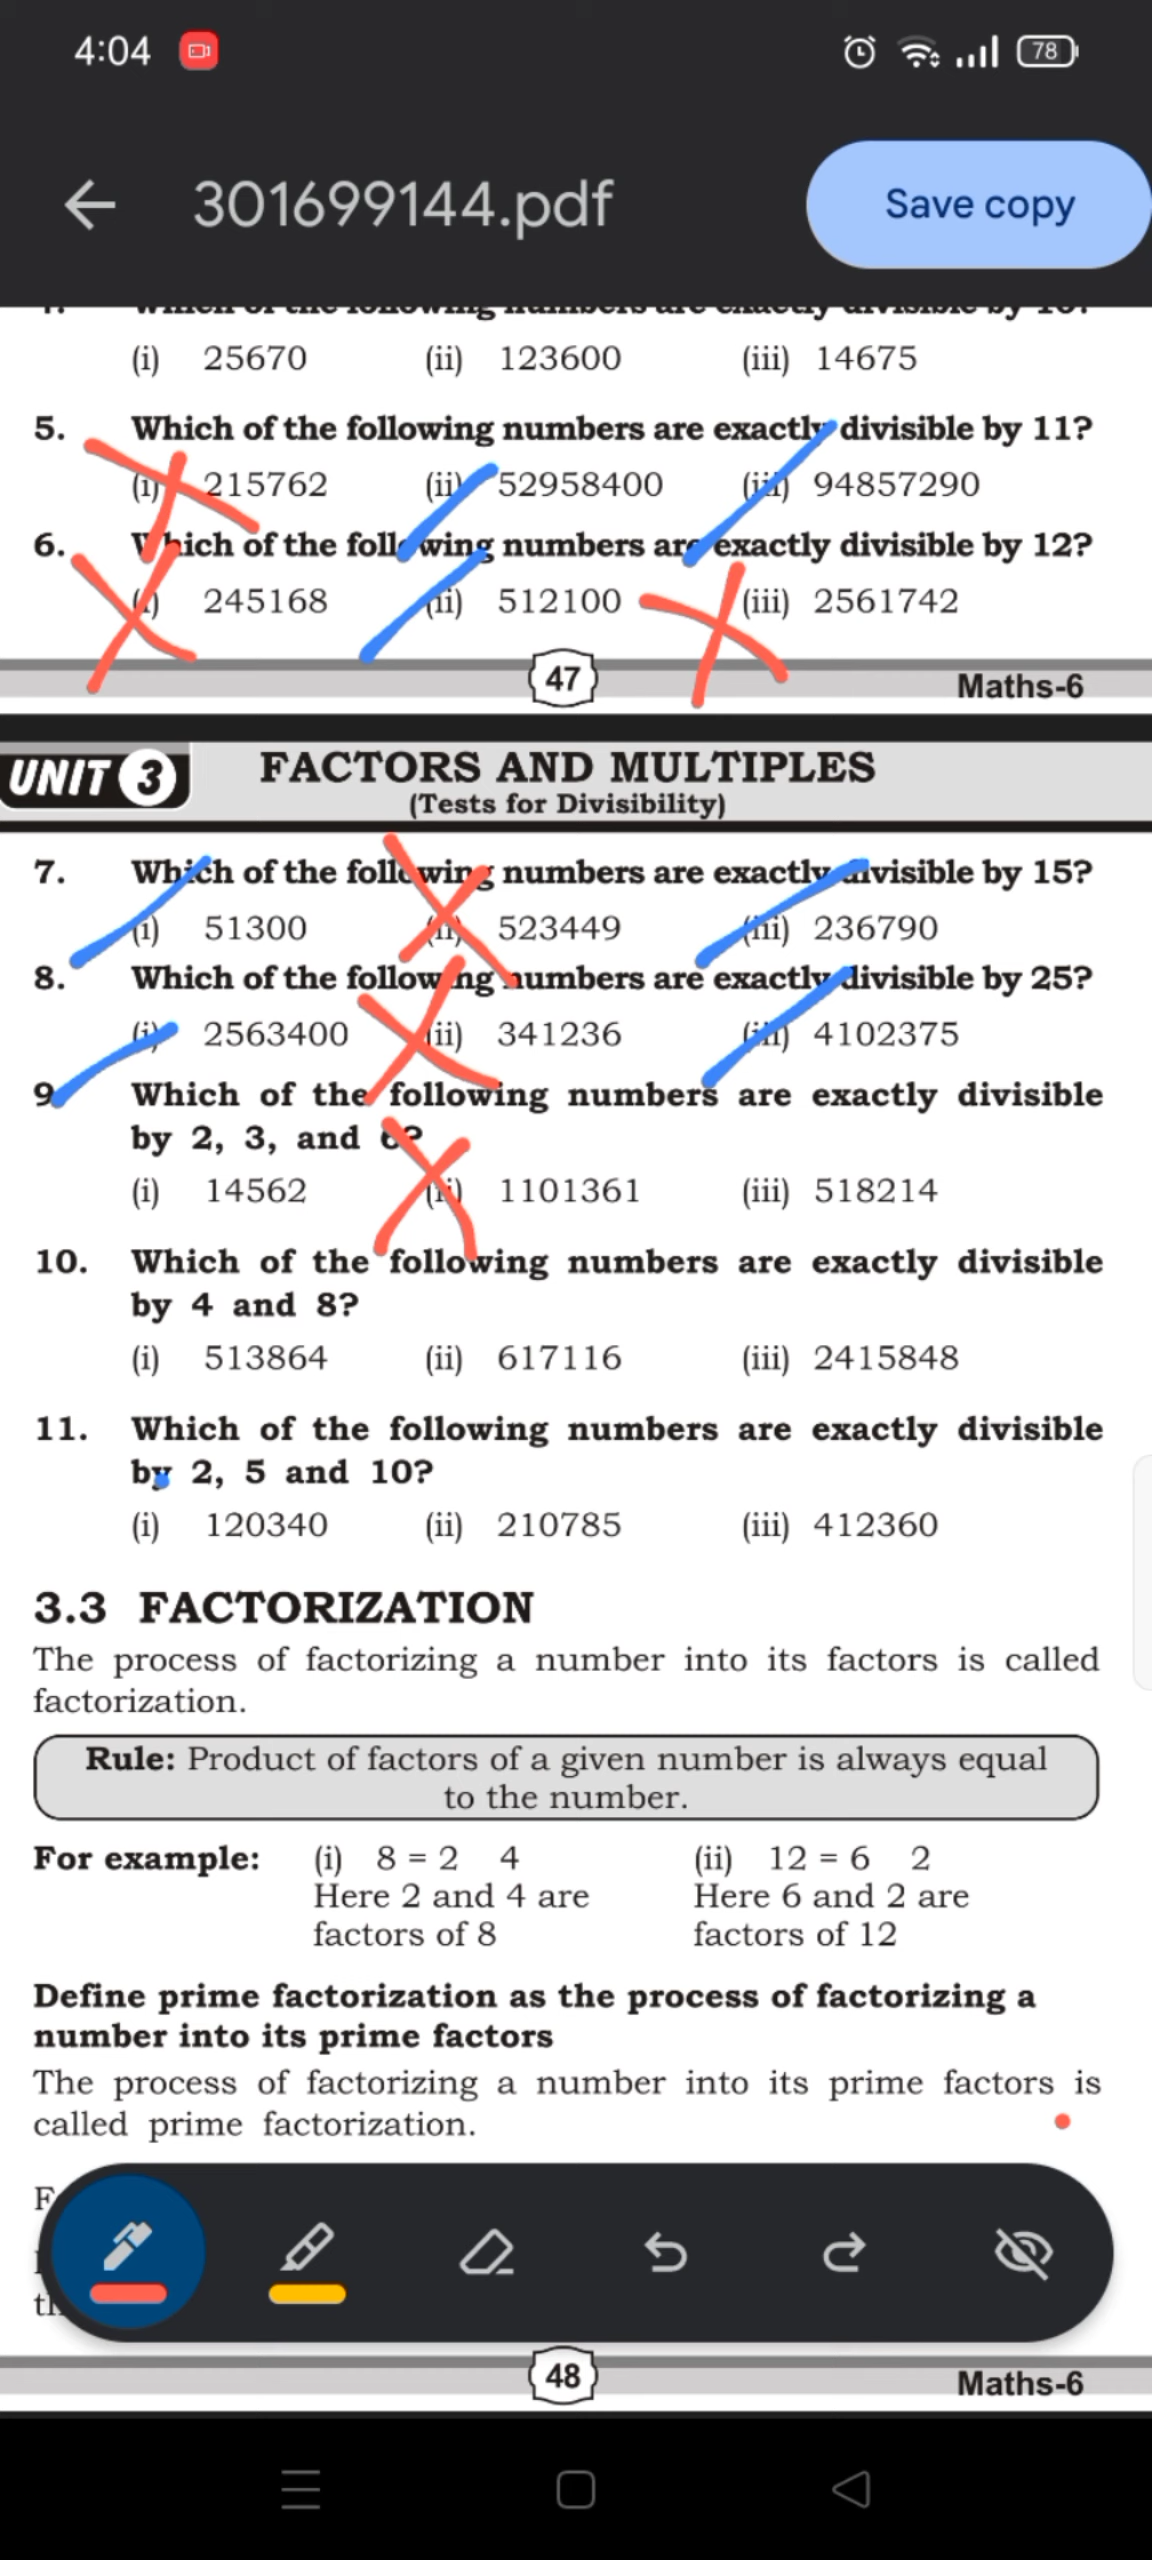 4:04
78
301699144.pdf
Save copy
4. Which of the following numbers are exactly divisible by 10?
(i) 25670 (ii) 123600 (iii) 14675
5. Which of the following numbers are exactly divisible by 11?
(i) 215762 (ii) 52958400 (iii) 94857290
6. Which of the following numbers are exactly divisible by 12?
(i) 245168 (ii) 512100 (iii) 2561742
47
Maths-6
UNIT 3 FACTORS AND MULTIPLES
(Tests for Divisibility)
7. Which of the following numbers are exactly divisible by 15?
(i) 51300 (ii) 523449 (iii) 236790
8. Which of the following numbers are exactly divisible by 25?
(i) 2563400 (ii) 341236 (iii) 4102375
9. Which of the following numbers are exactly divisible
by 2, 3, and 6?
(i) 14562 (ii) 1101361 (iii) 518214
10. Which of the following numbers are exactly divisible
by 4 and 8?
(i) 513864 (ii) 617116 (iii) 2415848
11. Which of the following numbers are exactly divisible
by 2, 5 and 10?
(i) 120340 (ii) 210785 (iii) 412360
3.3 FACTORIZATION
The process of factorizing a number into its factors is called
factorization.
Rule: Product of factors of a given number is always equal
to the number.
For example: (i) 8 = 2 4 (ii) 12 = 6 2
Here 2 and 4 are Here 6 and 2 are
factors of 8 factors of 12
Define prime factorization as the process of factorizing a
number into its prime factors
The process of factorizing a number into its prime factors is
called prime factorization.
48
Maths-6